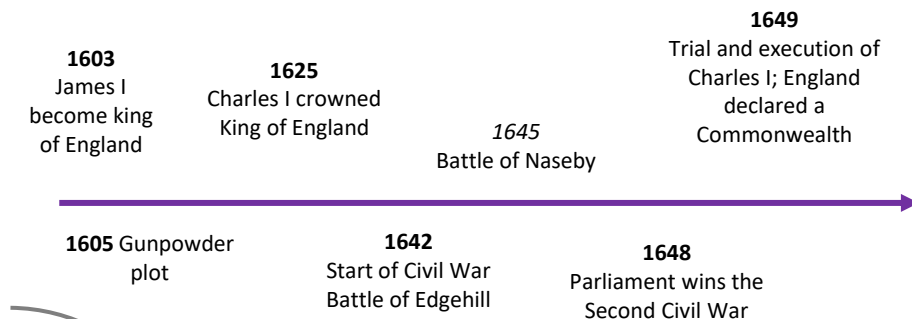 1603
James I
become king
of England
1625
Charles I crowned
King of England
1645
Battle of Naseby
1649
Trial and execution of
Charles I; England
declared a
Commonwealth
1605 Gunpowder
plot
1642
Start of Civil War
Battle of Edgehill
1648
Parliament wins the
Second Civil War